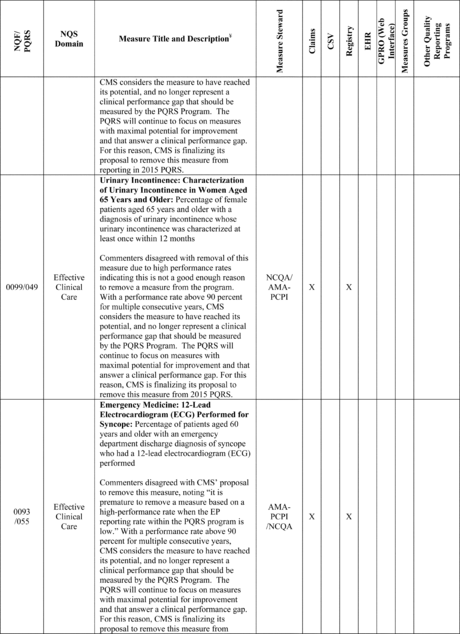 NQF/
PQRS
NQS
Domain
Measure Title and Description¥
Measure Steward
Claims
CSV
Registry
EHR
GPRO (Web
Interface)
Measures Groups
Other Quality
Reporting
Programs
CMS considers the measure to have reached
its potential, and no longer represent a
clinical performance gap that should be
measured by the PQRS Program. The
PQRS will continue to focus on measures
with maximal potential for improvement
and that answer a clinical performance gap.
For this reason, CMS is finalizing its
proposal to remove this measure from
reporting in 2015 PQRS.
0099/049
Effective
Clinical
Care
Urinary Incontinence: Characterization
of Urinary Incontinence in Women Aged
65 Years and Older: Percentage of female
patients aged 65 years and older with a
diagnosis of urinary incontinence whose
urinary incontinence was characterized at
least once within 12 months
Commenters disagreed with removal of this
measure due to high performance rates
indicating this is not a good enough reason
to remove a measure from the program.
With a performance rate above 90 percent
for multiple consecutive years, CMS
considers the measure to have reached its
potential, and no longer represent a clinical
performance gap that should be measured
by the PQRS Program. The PQRS will
continue to focus on measures with
maximal potential for improvement and that
answer a clinical performance gap. For this
reason, CMS is finalizing its proposal to
remove this measure from 2015 PQRS.
NCQA/
AMA-
PCPI
X
X
0093
/055
Effective
Clinical
Care
Emergency Medicine: 12-Lead
Electrocardiogram (ECG) Performed for
Syncope: Percentage of patients aged 60
years and older with an emergency
department discharge diagnosis of syncope
who had a 12-lead electrocardiogram (ECG)
performed
Commenters disagreed with CMS’ proposal
to remove this measure, noting “it is
premature to remove a measure based on a
high-performance rate when the EP
reporting rate within the PQRS program is
low.” With a performance rate above 90
percent for multiple consecutive years,
CMS considers the measure to have reached
its potential, and no longer represent a
clinical performance gap that should be
measured by the PQRS Program. The
PQRS will continue to focus on measures
with maximal potential for improvement
and that answer a clinical performance gap.
For this reason, CMS is finalizing its
proposal to remove this measure from
AMA-
PCPI
/NCQA
X
X